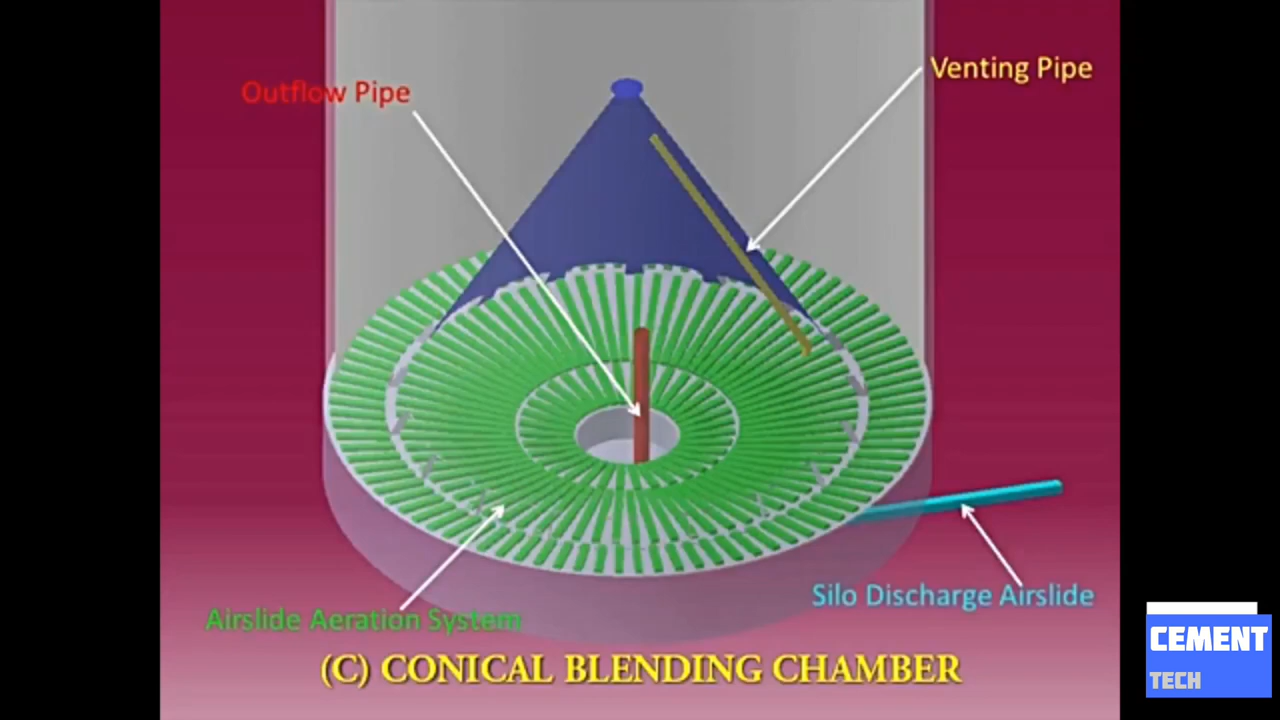 Outflow Pipe
Venting Pipe
Silo Discharge Airslide
Airslide Aeration System
(C) CONICAL BLENDING CHAMBER
CEMENT
TECH